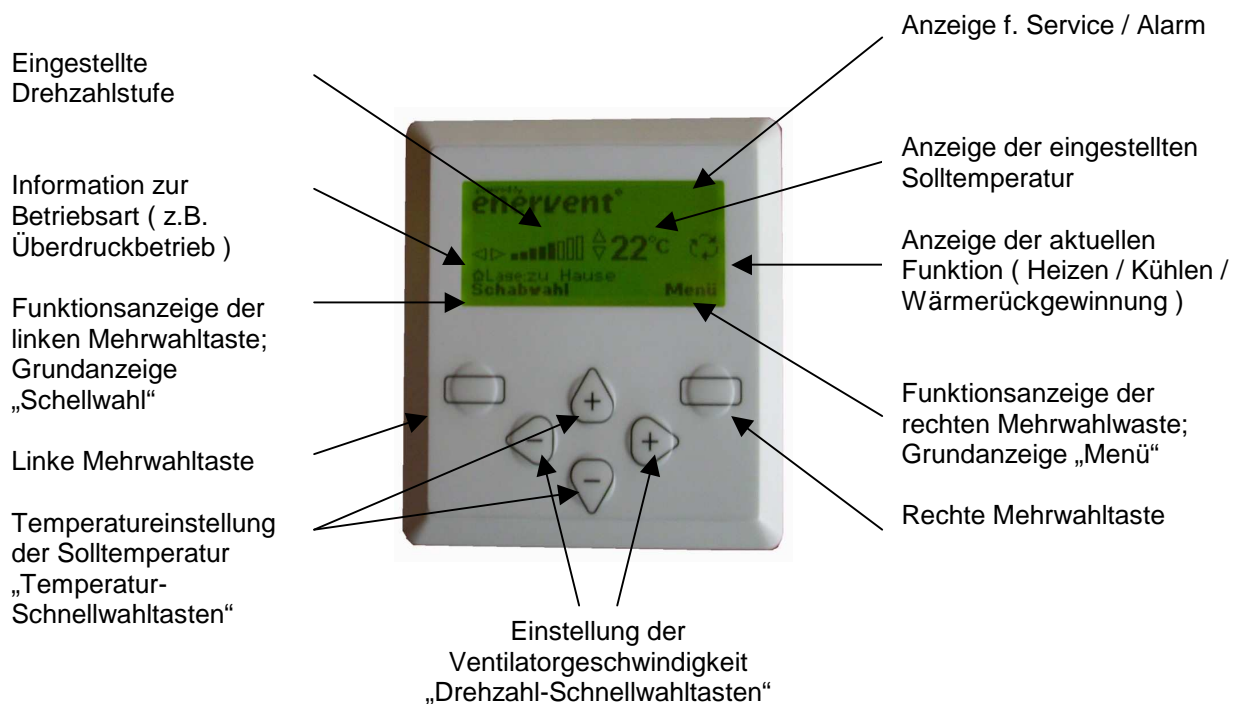 Anzeige f. Service / Alarm
Eingestellte
Drehzahlstufe
Anzeige der eingestellten
Solltemperatur
Information zur
Betriebsart ( z.B.
Überdruckbetrieb )
Anzeige der aktuellen
Funktion ( Heizen / Kühlen /
Wärmerückgewinnung )
Funktionsanzeige der
linken Mehrwahltaste;
Grundanzeige
„Schellwahl“
enervent
22°C
Lage:zu Hause
Schabwahl Menü
Funktionsanzeige der
rechten Mehrwahlwaste;
Grundanzeige „Menü“
Linke Mehrwahltaste
+
- +
-
Rechte Mehrwahltaste
Temperatureinstellung
der Solltemperatur
„Temperatur-
Schnellwahltasten“
Einstellung der
Ventilatorgeschwindigkeit
„Drehzahl-Schnellwahltasten“